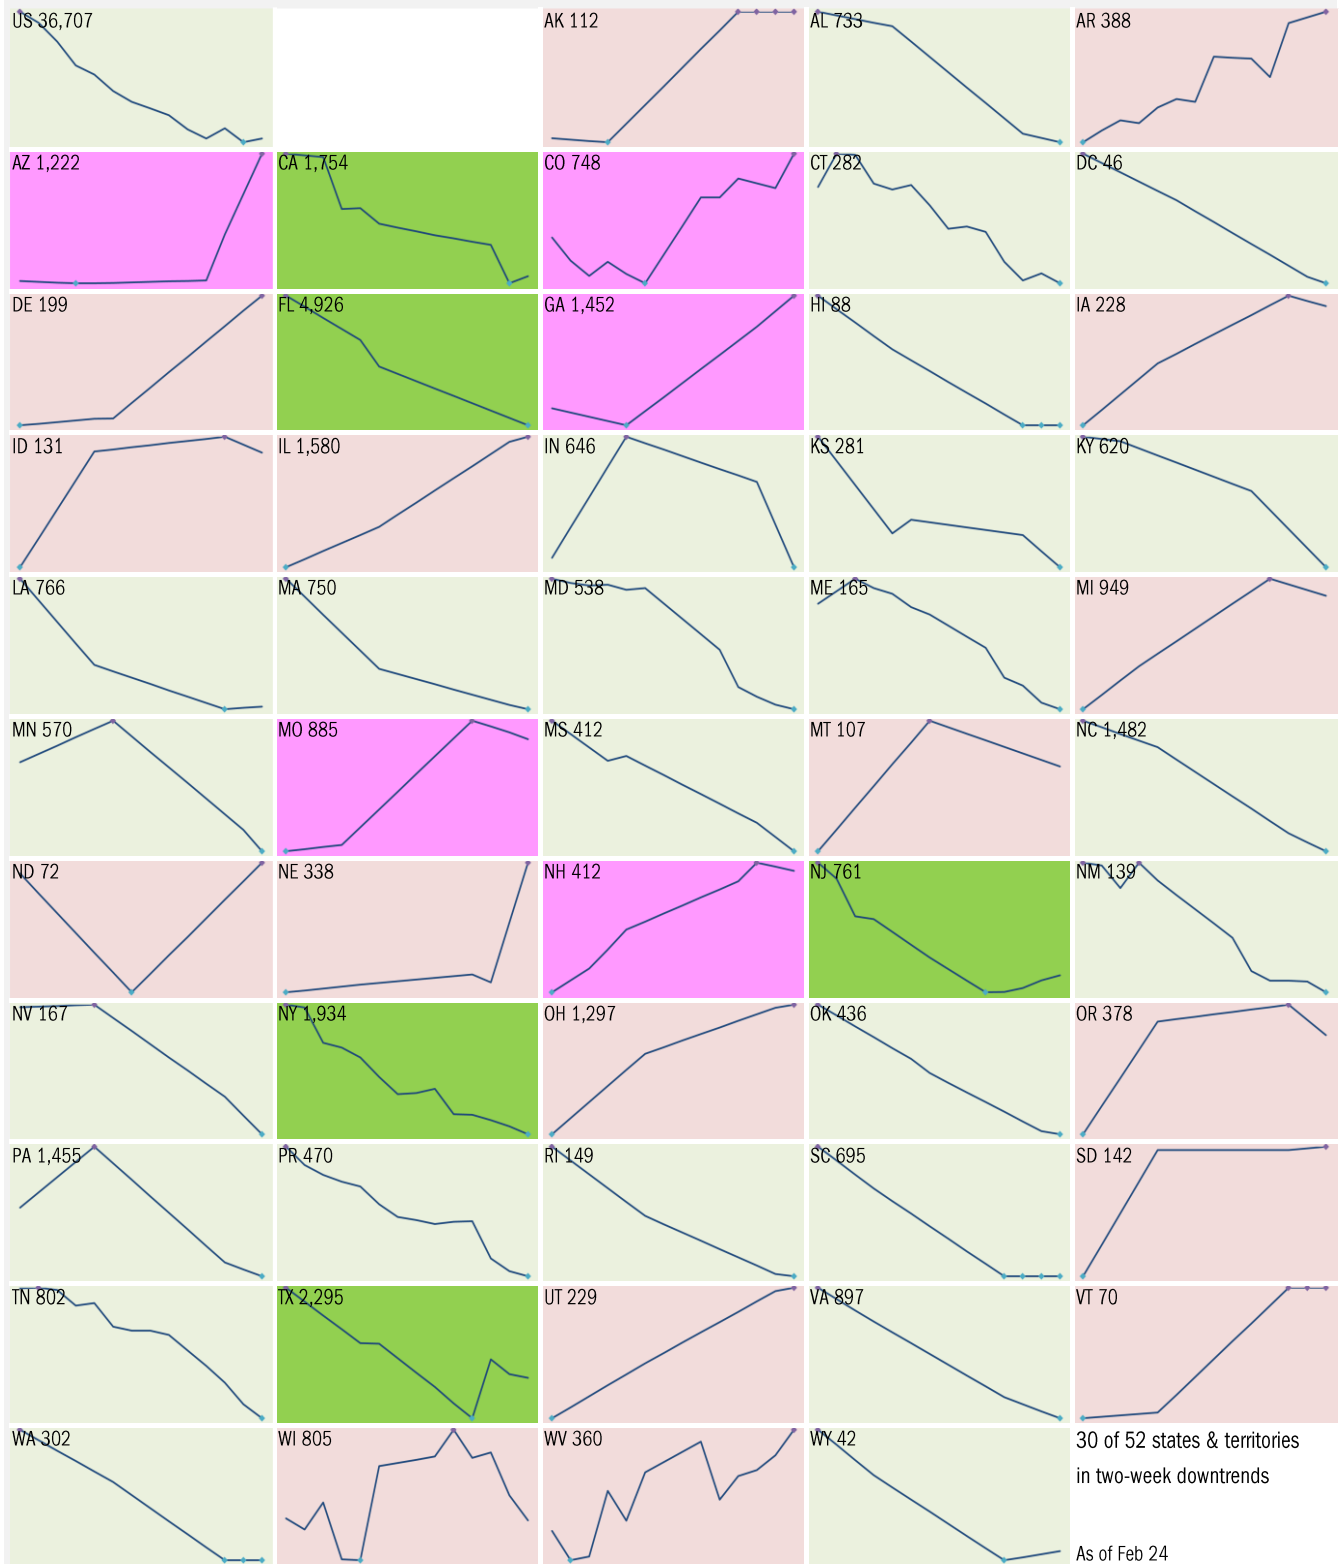 US 36,707
AK 112
AL 733
AR 388
AZ 1,222
CA 1,754
CO 748
CT 282
DC 46
DE 199
FL 4,926
GA 1,452
HI 88
IA 228
ID 131
IL 1,580
IN 646
KS 281
KY 620
LA 766
MA 750
MD 538
ME 165
MI 949
MN 570
MO 885
MS 412
MT 107
NC 1,482
ND 72
NE 338
NH 412
NJ 761
NM 139
NV 167
NY 1,934
OH 1,297
OK 436
OR 378
PA 1,455
PR 470
RI 149
SC 695
SD 142
TN 802
TX 2,295
UT 229
VA 897
VT 70
WA 302
WI 805
WV 360
WY 42
30 of 52 states & territories
in two-week downtrends
As of Feb 24